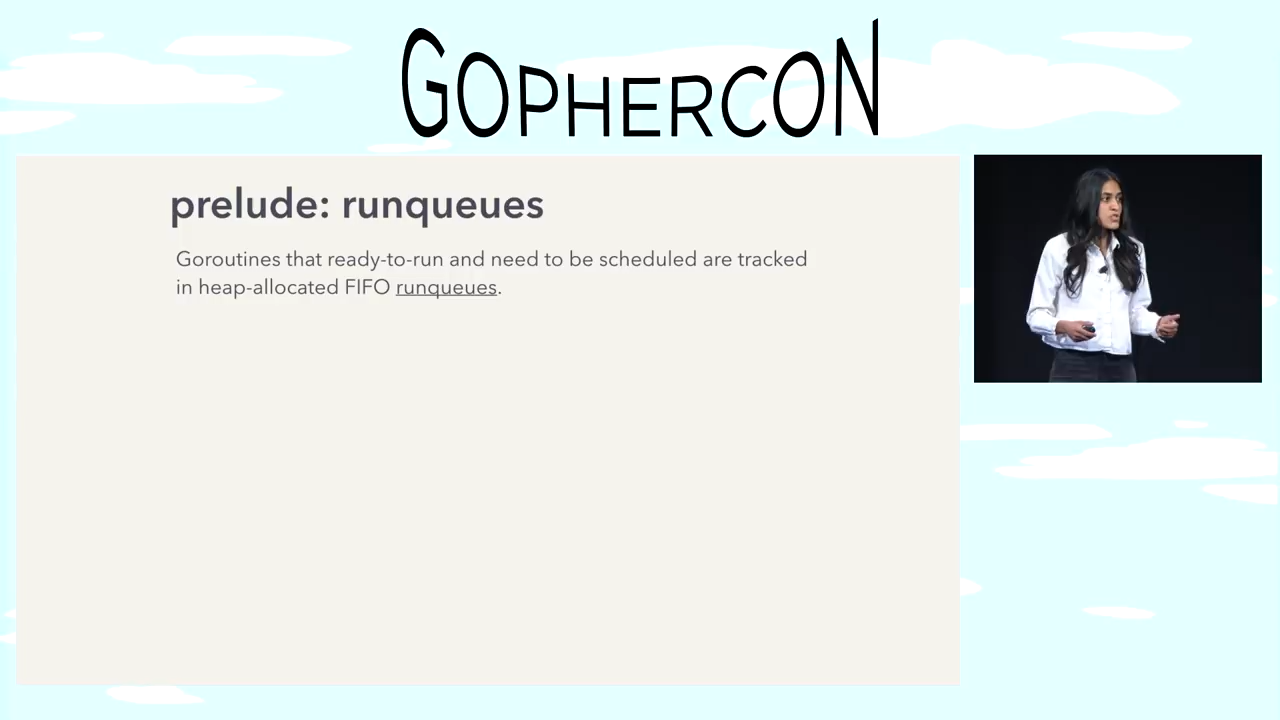 GOPHERCON
prelude: runqueues
Goroutines that ready-to-run and need to be scheduled are tracked
in heap-allocated FIFO runqueues.